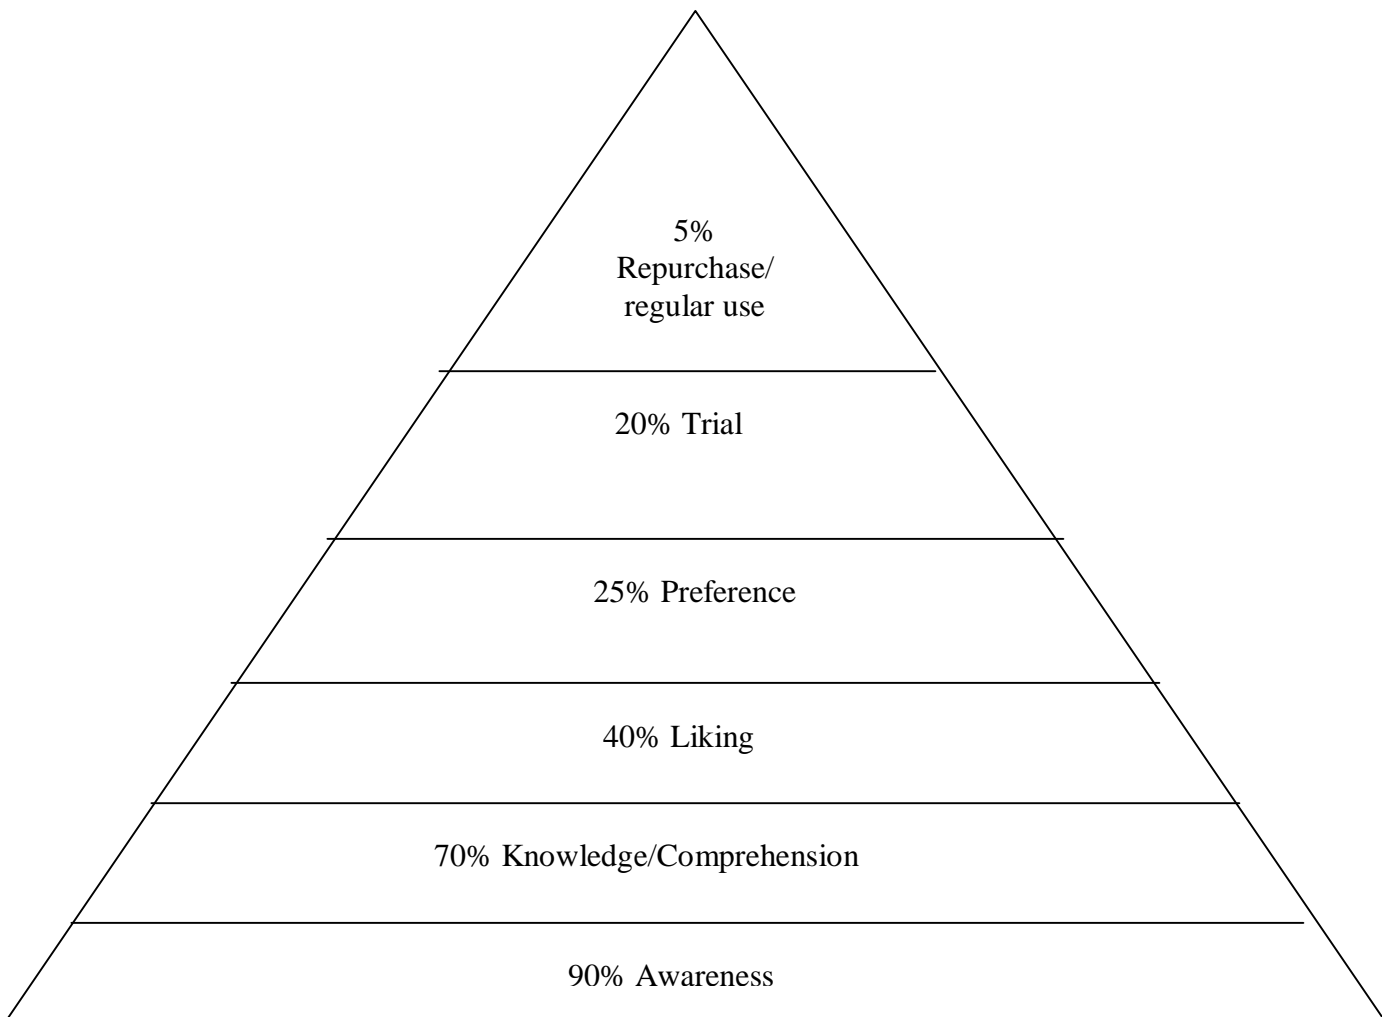 5%
Repurchase/
regular use
20% Trial
25% Preference
40% Liking
70% Knowledge/Comprehension
90% Awareness